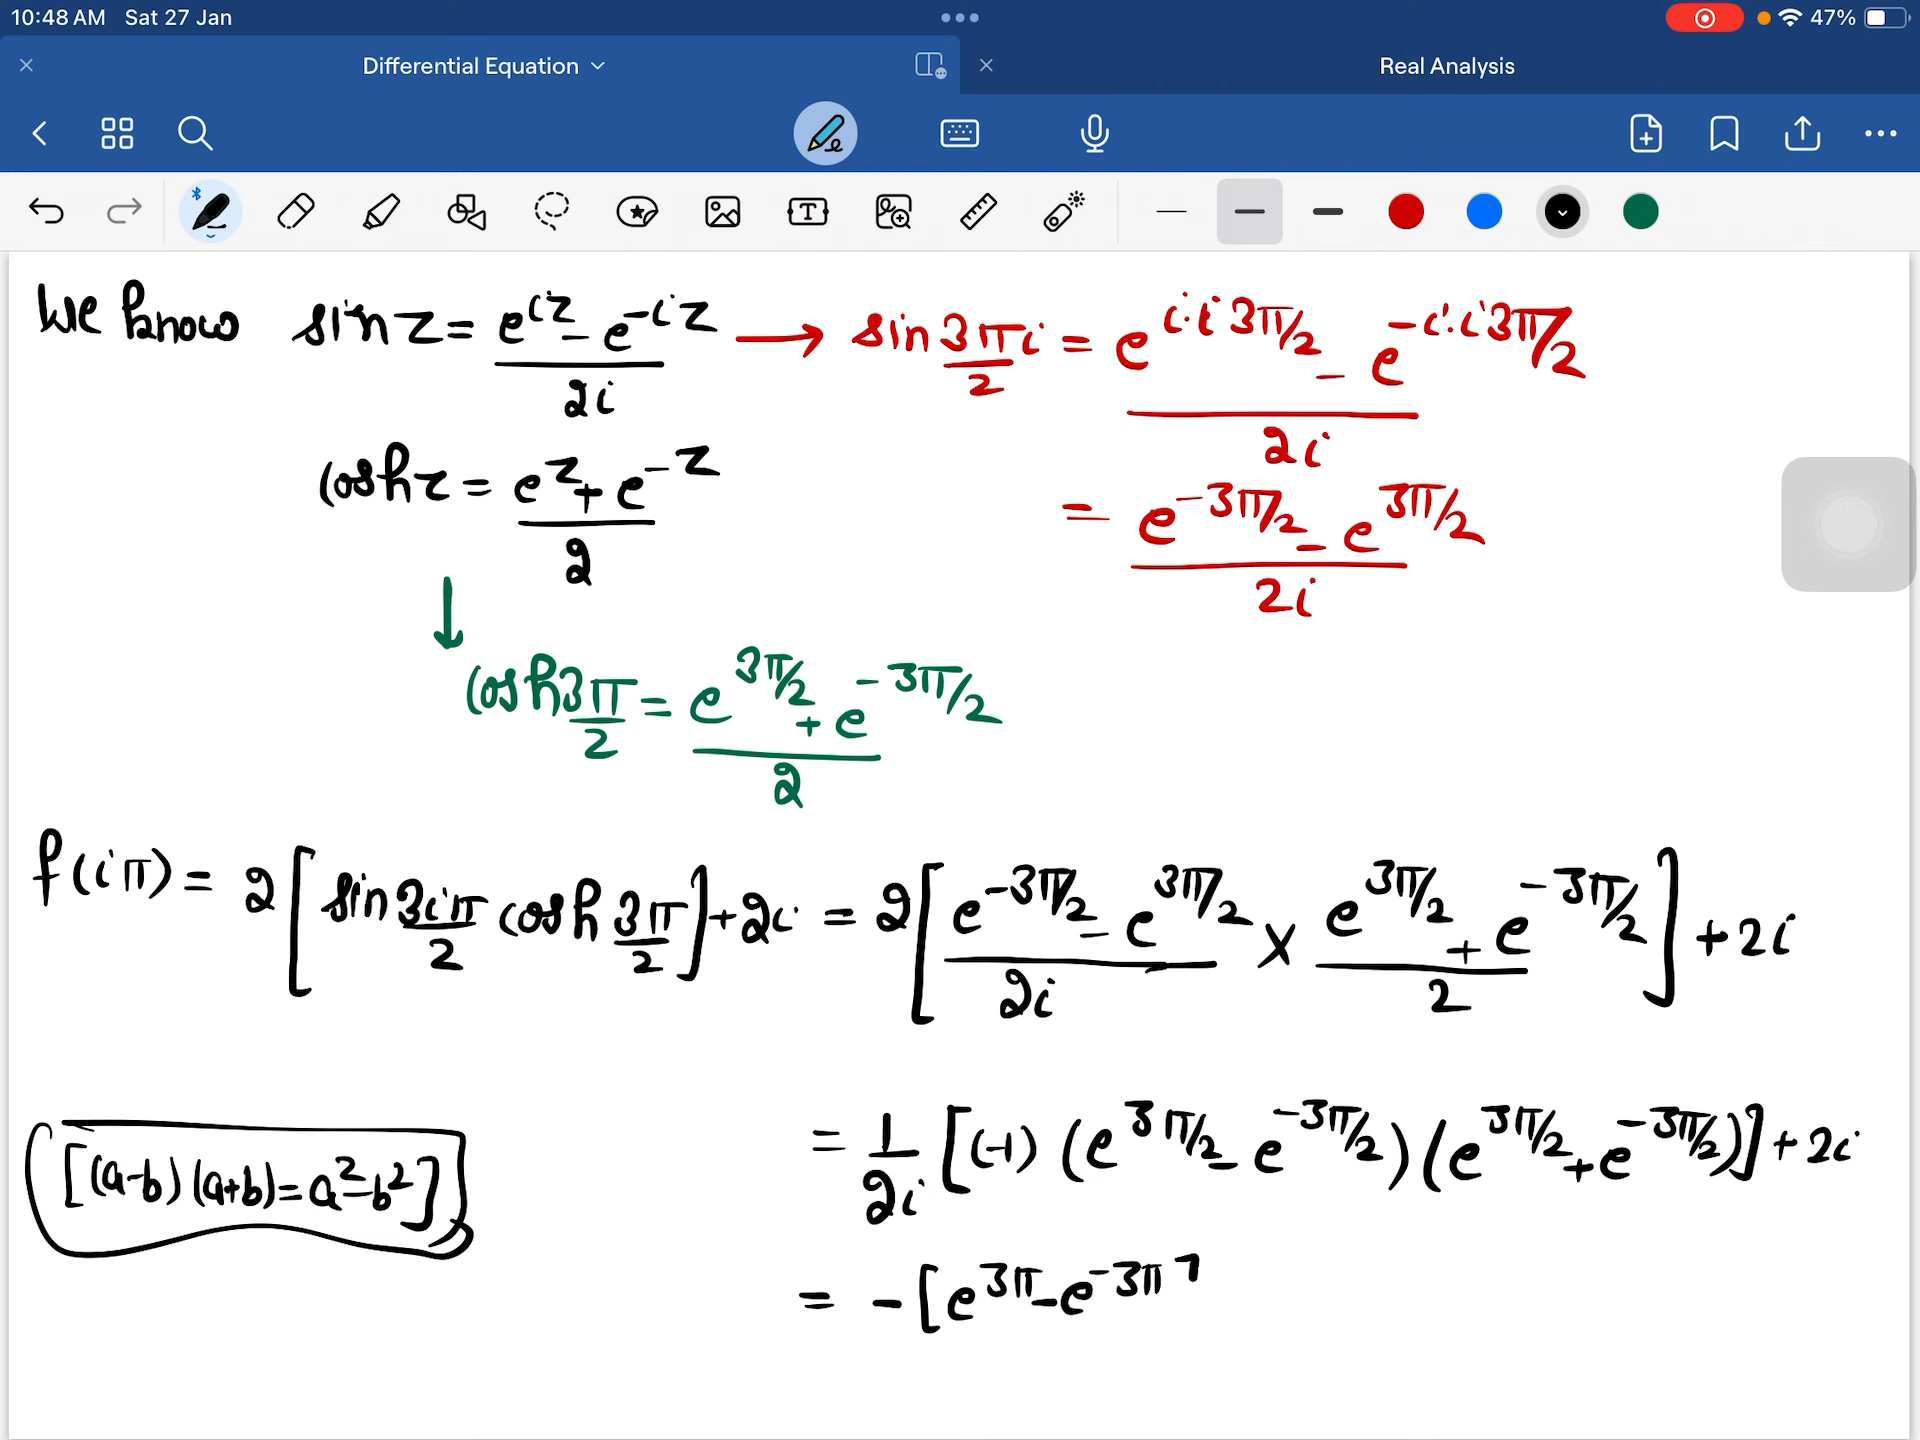 10:48 AM Sat 27 Jan
47%
Differential Equation
Real Analysis
We know sin z = (e^{iz} - e^{-iz})/2i → sin 3πi/2 = (e^{i·i3π/2} - e^{-i·i3π/2})/2i
cosh z = (e^z + e^{-z})/2
= (e^{-3π/2} - e^{3π/2})/2i
↓
cosh 3π/2 = (e^{3π/2} + e^{-3π/2})/2
f(iπ) = 2[sin 3iπ/2 cosh 3π/2] + 2i = 2[(e^{-3π/2} - e^{3π/2})/2i × (e^{3π/2} + e^{-3π/2})/2] + 2i
= 1/2i [(-1)(e^{3π/2} - e^{-3π/2})(e^{3π/2} + e^{-3π/2})] + 2i
[(a-b)(a+b)=a²-b²]
= -[e^{3π} - e^{-3π}